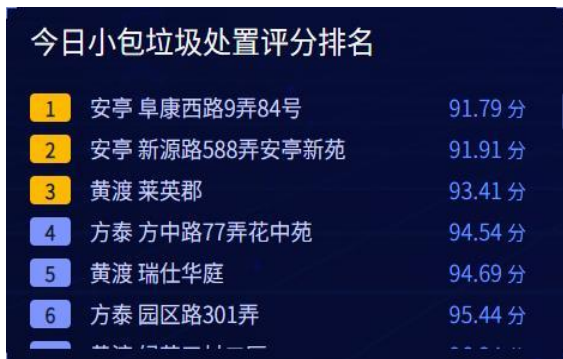 今日小包垃圾处置评分排名
1 安亭 阜康西路9弄84号 91.79 分
2 安亭 新源路588弄安亭新苑 91.91 分
3 黄渡 莱英郡 93.41 分
4 方泰 方中路77弄花中苑 94.54 分
5 黄渡 瑞仕华庭 94.69 分
6 方泰 园区路301弄 95.44 分